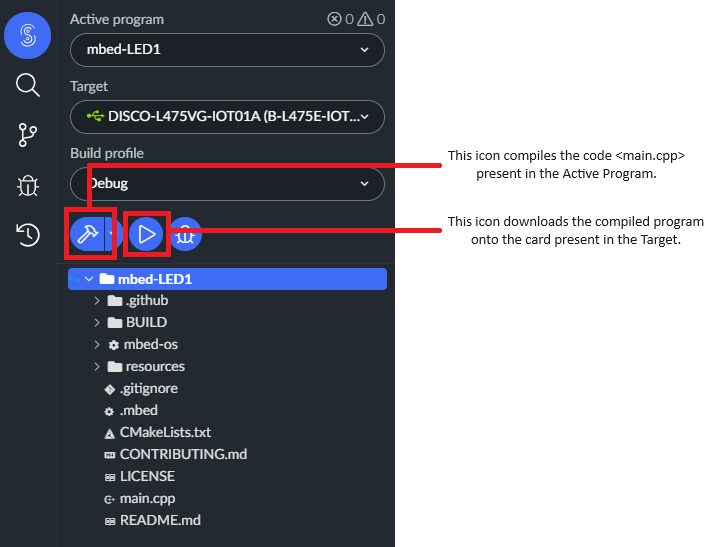 Active program
0
0
mbed-LED1
Target
DISCO-L475VG-IOT01A (B-L475E-IOT...
Build profile
Debug
This icon compiles the code <main.cpp>
present in the Active Program.
This icon downloads the compiled program
onto the card present in the Target.
mbed-LED1
.github
BUILD
mbed-os
resources
.gitignore
.mbed
CMakeLists.txt
CONTRIBUTING.md
LICENSE
main.cpp
README.md